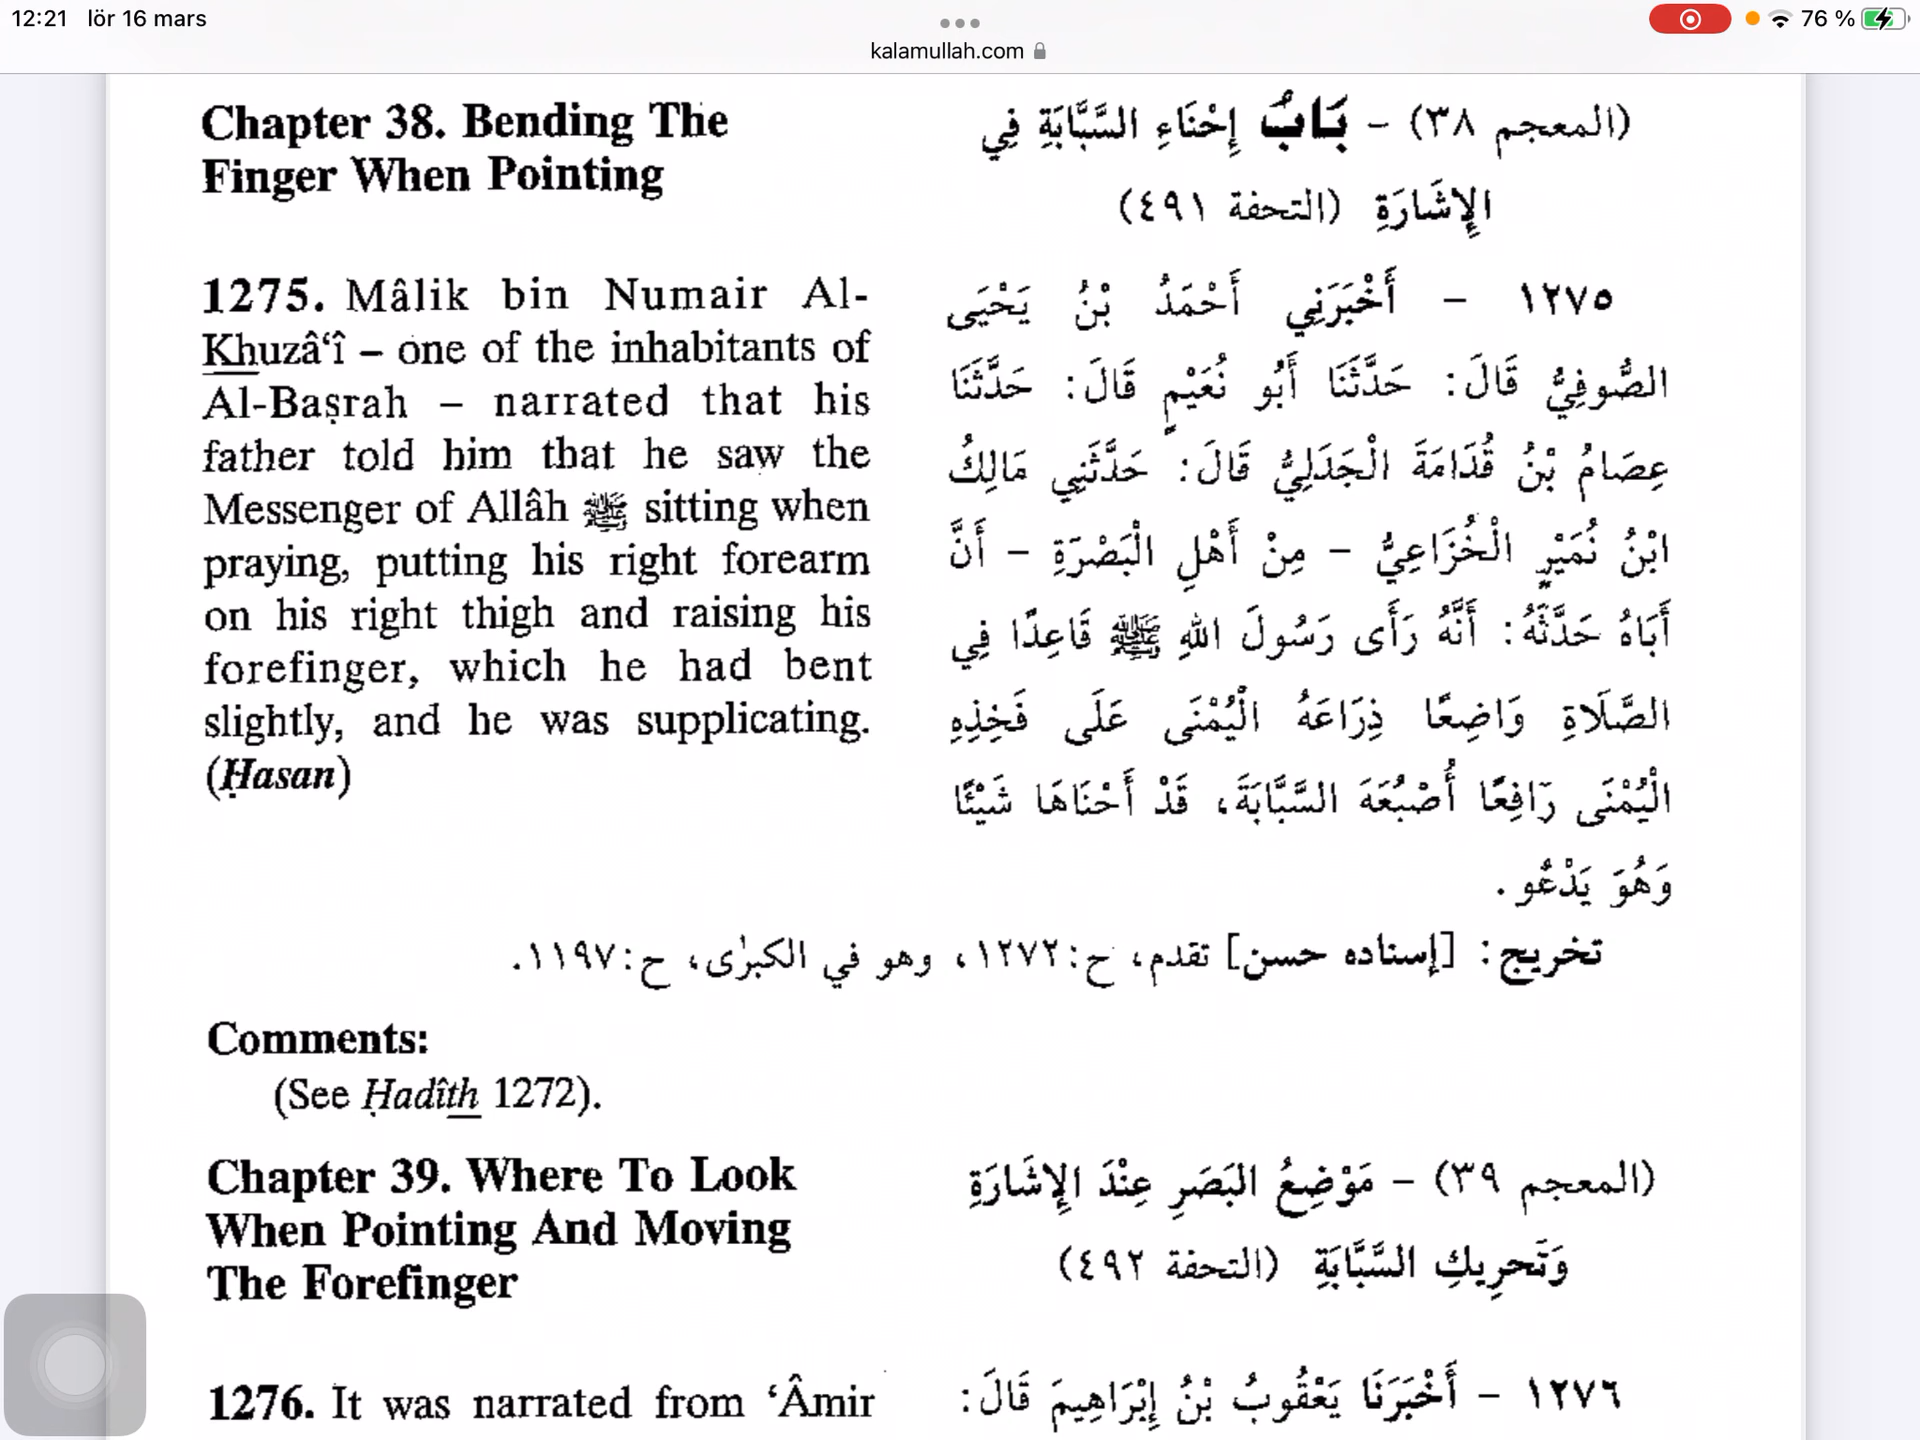 12:21 lör 16 mars
76 %
kalamullah.com
Chapter 38. Bending The
Finger When Pointing
(المعجم ٣٨) - بَابُ إِحْنَاءِ السَّبَّابَةِ فِي
الإِشَارَةِ (التحفة ٤٩١)
1275. Mâlik bin Numair Al-
Khuzâ‘î – one of the inhabitants of
Al-Baṣrah – narrated that his
father told him that he saw the
Messenger of Allâh ﷺ sitting when
praying, putting his right forearm
on his right thigh and raising his
forefinger, which he had bent
slightly, and he was supplicating.
(Ḥasan)
١٢٧٥ - أَخْبَرَنِي أَحْمَدُ بْنُ يَحْيَى
الصُّوفِيُّ قَالَ: حَدَّثَنَا أَبُو نُعَيْمٍ قَالَ: حَدَّثَنَا
عِصَامُ بْنُ قُدَامَةَ الْجَدَلِيُّ قَالَ: حَدَّثَنِي مَالِكُ
ابْنُ نُمَيْرٍ الْخُزَاعِيُّ - مِنْ أَهْلِ الْبَصْرَةِ - أَنَّ
أَبَاهُ حَدَّثَهُ: أَنَّهُ رَأَى رَسُولَ اللهِ ﷺ قَاعِدًا فِي
الصَّلَاةِ وَاضِعًا ذِرَاعَهُ الْيُمْنَى عَلَى فَخِذِهِ
الْيُمْنَى رَافِعًا أُصْبُعَهُ السَّبَّابَةَ، قَدْ أَحْنَاهَا شَيْئًا
وَهُوَ يَدْعُو.
تخريج: [إسناده حسن] تقدم، ح:١٢٧٢، وهو في الكبرٰى، ح:١١٩٧.
Comments:
(See Ḥadîth 1272).
Chapter 39. Where To Look
When Pointing And Moving
The Forefinger
(المعجم ٣٩) - مَوْضِعُ البَصَرِ عِنْدَ الإِشَارَةِ
وَتَحرِيكِ السَّبَّابَةِ (التحفة ٤٩٢)
1276. It was narrated from ‘Âmir
١٢٧٦ - أَخْبَرَنَا يَعْقُوبُ بْنُ إِبْرَاهِيمَ قَالَ: